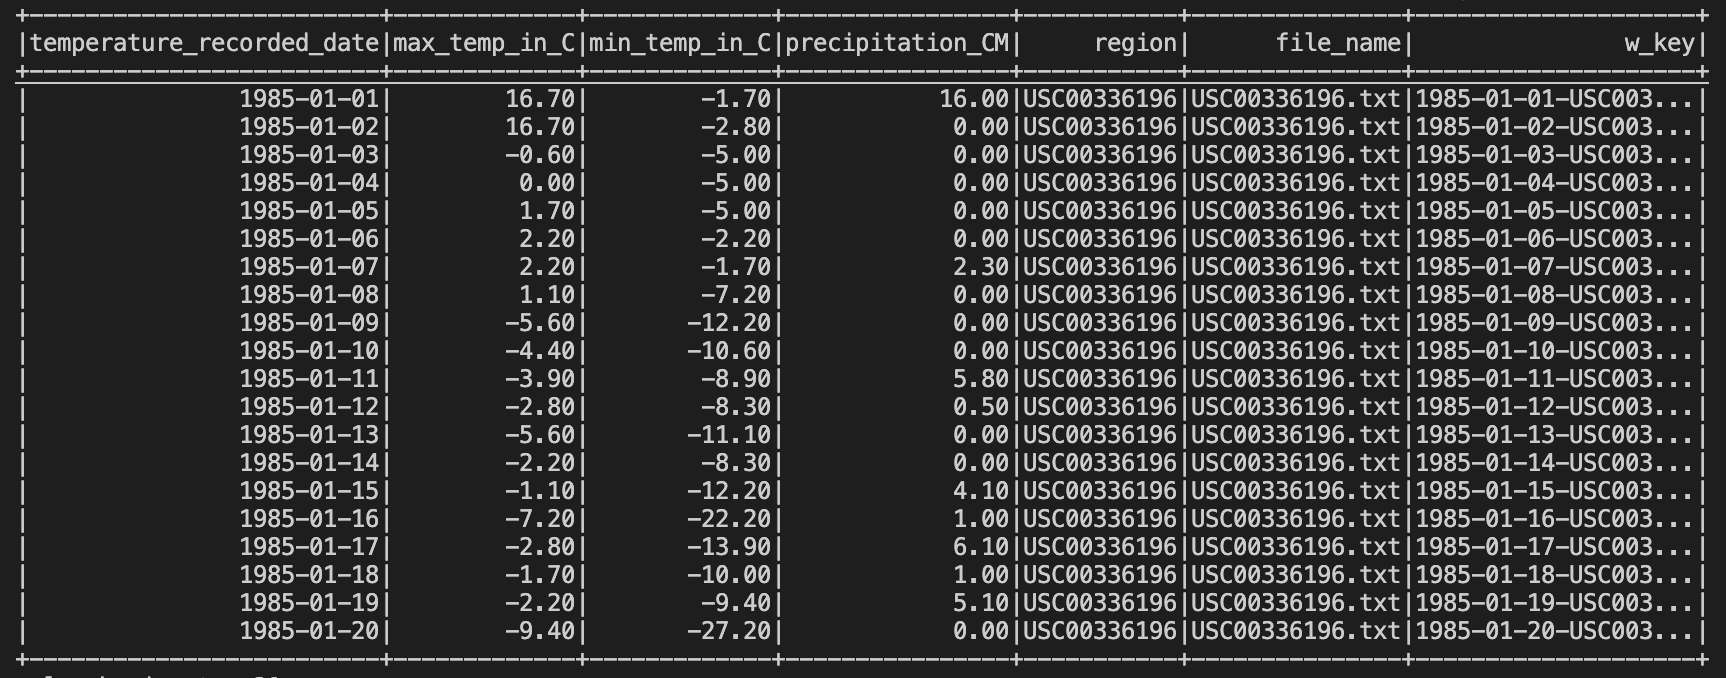 +-------------------------+-------------+-------------+----------------+-----------+---------------+--------------------+
|temperature_recorded_date|max_temp_in_C|min_temp_in_C|precipitation_CM|     region|      file_name|               w_key|
+-------------------------+-------------+-------------+----------------+-----------+---------------+--------------------+
|               1985-01-01|        16.70|        -1.70|           16.00|USC00336196|USC00336196.txt|1985-01-01-USC003...|
|               1985-01-02|        16.70|        -2.80|            0.00|USC00336196|USC00336196.txt|1985-01-02-USC003...|
|               1985-01-03|        -0.60|        -5.00|            0.00|USC00336196|USC00336196.txt|1985-01-03-USC003...|
|               1985-01-04|         0.00|        -5.00|            0.00|USC00336196|USC00336196.txt|1985-01-04-USC003...|
|               1985-01-05|         1.70|        -5.00|            0.00|USC00336196|USC00336196.txt|1985-01-05-USC003...|
|               1985-01-06|         2.20|        -2.20|            0.00|USC00336196|USC00336196.txt|1985-01-06-USC003...|
|               1985-01-07|         2.20|        -1.70|            2.30|USC00336196|USC00336196.txt|1985-01-07-USC003...|
|               1985-01-08|         1.10|        -7.20|            0.00|USC00336196|USC00336196.txt|1985-01-08-USC003...|
|               1985-01-09|        -5.60|       -12.20|            0.00|USC00336196|USC00336196.txt|1985-01-09-USC003...|
|               1985-01-10|        -4.40|       -10.60|            0.00|USC00336196|USC00336196.txt|1985-01-10-USC003...|
|               1985-01-11|        -3.90|        -8.90|            5.80|USC00336196|USC00336196.txt|1985-01-11-USC003...|
|               1985-01-12|        -2.80|        -8.30|            0.50|USC00336196|USC00336196.txt|1985-01-12-USC003...|
|               1985-01-13|        -5.60|       -11.10|            0.00|USC00336196|USC00336196.txt|1985-01-13-USC003...|
|               1985-01-14|        -2.20|        -8.30|            0.00|USC00336196|USC00336196.txt|1985-01-14-USC003...|
|               1985-01-15|        -1.10|       -12.20|            4.10|USC00336196|USC00336196.txt|1985-01-15-USC003...|
|               1985-01-16|        -7.20|       -22.20|            1.00|USC00336196|USC00336196.txt|1985-01-16-USC003...|
|               1985-01-17|        -2.80|       -13.90|            6.10|USC00336196|USC00336196.txt|1985-01-17-USC003...|
|               1985-01-18|        -1.70|       -10.00|            1.00|USC00336196|USC00336196.txt|1985-01-18-USC003...|
|               1985-01-19|        -2.20|        -9.40|            5.10|USC00336196|USC00336196.txt|1985-01-19-USC003...|
|               1985-01-20|        -9.40|       -27.20|            0.00|USC00336196|USC00336196.txt|1985-01-20-USC003...|
+-------------------------+-------------+-------------+----------------+-----------+---------------+--------------------+